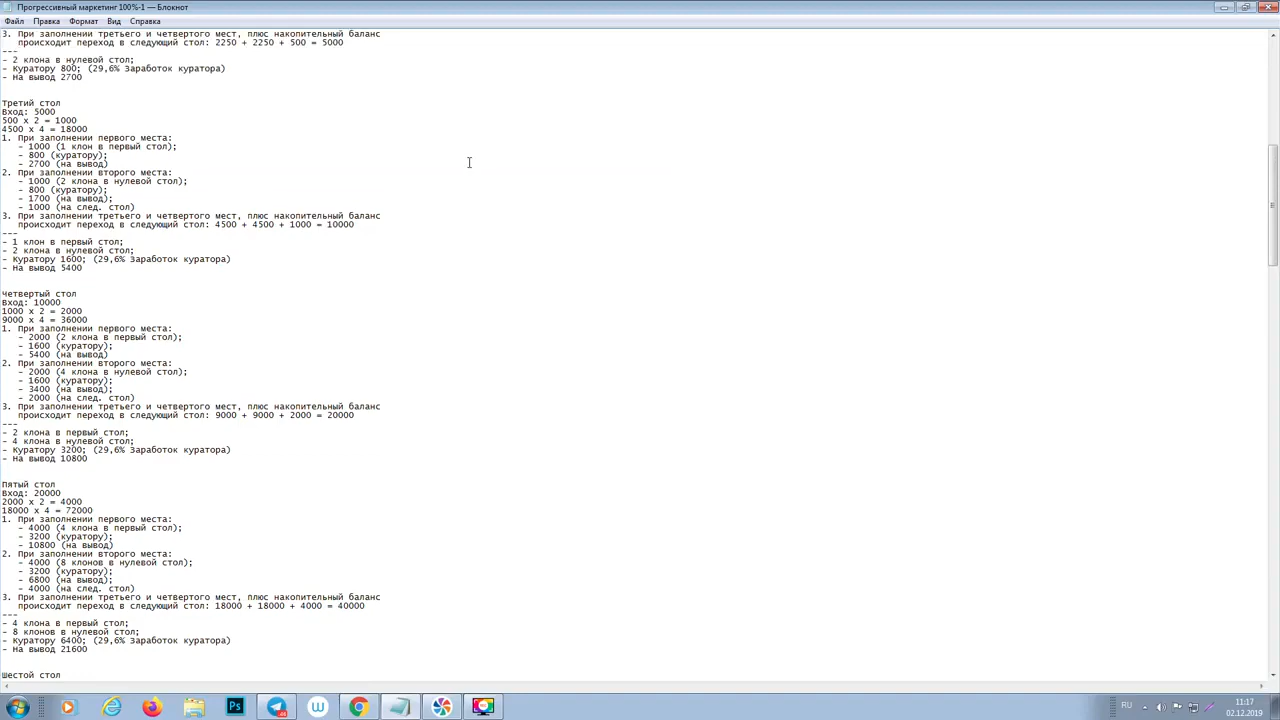 Прогрессивный маркетинг 100%-1 — Блокнот
Файл Правка Формат Вид Справка
3. При заполнении третьего и четвертого мест, плюс накопительный баланс
происходит переход в следующий стол: 2250 + 2250 + 500 = 5000
---
- 2 клона в нулевой стол;
- Куратору 800; (29,6% Заработок куратора)
- На вывод 2700
Третий стол
Вход: 5000
500 x 2 = 1000
4500 x 4 = 18000
1. При заполнении первого места:
- 1000 (1 клон в первый стол);
- 800 (куратору);
- 2700 (на вывод)
2. При заполнении второго места:
- 1000 (2 клона в нулевой стол);
- 800 (куратору);
- 1700 (на вывод);
- 1000 (на след. стол)
3. При заполнении третьего и четвертого мест, плюс накопительный баланс
происходит переход в следующий стол: 4500 + 4500 + 1000 = 10000
---
- 1 клон в первый стол;
- 2 клона в нулевой стол;
- Куратору 1600; (29,6% Заработок куратора)
- На вывод 5400
Четвертый стол
Вход: 10000
1000 x 2 = 2000
9000 x 4 = 36000
1. При заполнении первого места:
- 2000 (2 клона в первый стол);
- 1600 (куратору);
- 5400 (на вывод)
2. При заполнении второго места:
- 2000 (4 клона в нулевой стол);
- 1600 (куратору);
- 3400 (на вывод);
- 2000 (на след. стол)
3. При заполнении третьего и четвертого мест, плюс накопительный баланс
происходит переход в следующий стол: 9000 + 9000 + 2000 = 20000
---
- 2 клона в первый стол;
- 4 клона в нулевой стол;
- Куратору 3200; (29,6% Заработок куратора)
- На вывод 10800
Пятый стол
Вход: 20000
2000 x 2 = 4000
18000 x 4 = 72000
1. При заполнении первого места:
- 4000 (4 клона в первый стол);
- 3200 (куратору);
- 10800 (на вывод)
2. При заполнении второго места:
- 4000 (8 клонов в нулевой стол);
- 3200 (куратору);
- 6800 (на вывод);
- 4000 (на след. стол)
3. При заполнении третьего и четвертого мест, плюс накопительный баланс
происходит переход в следующий стол: 18000 + 18000 + 4000 = 40000
---
- 4 клона в первый стол;
- 8 клонов в нулевой стол;
- Куратору 6400; (29,6% Заработок куратора)
- На вывод 21600
Шестой стол
Ps
W
RU
11:17
02.12.2019